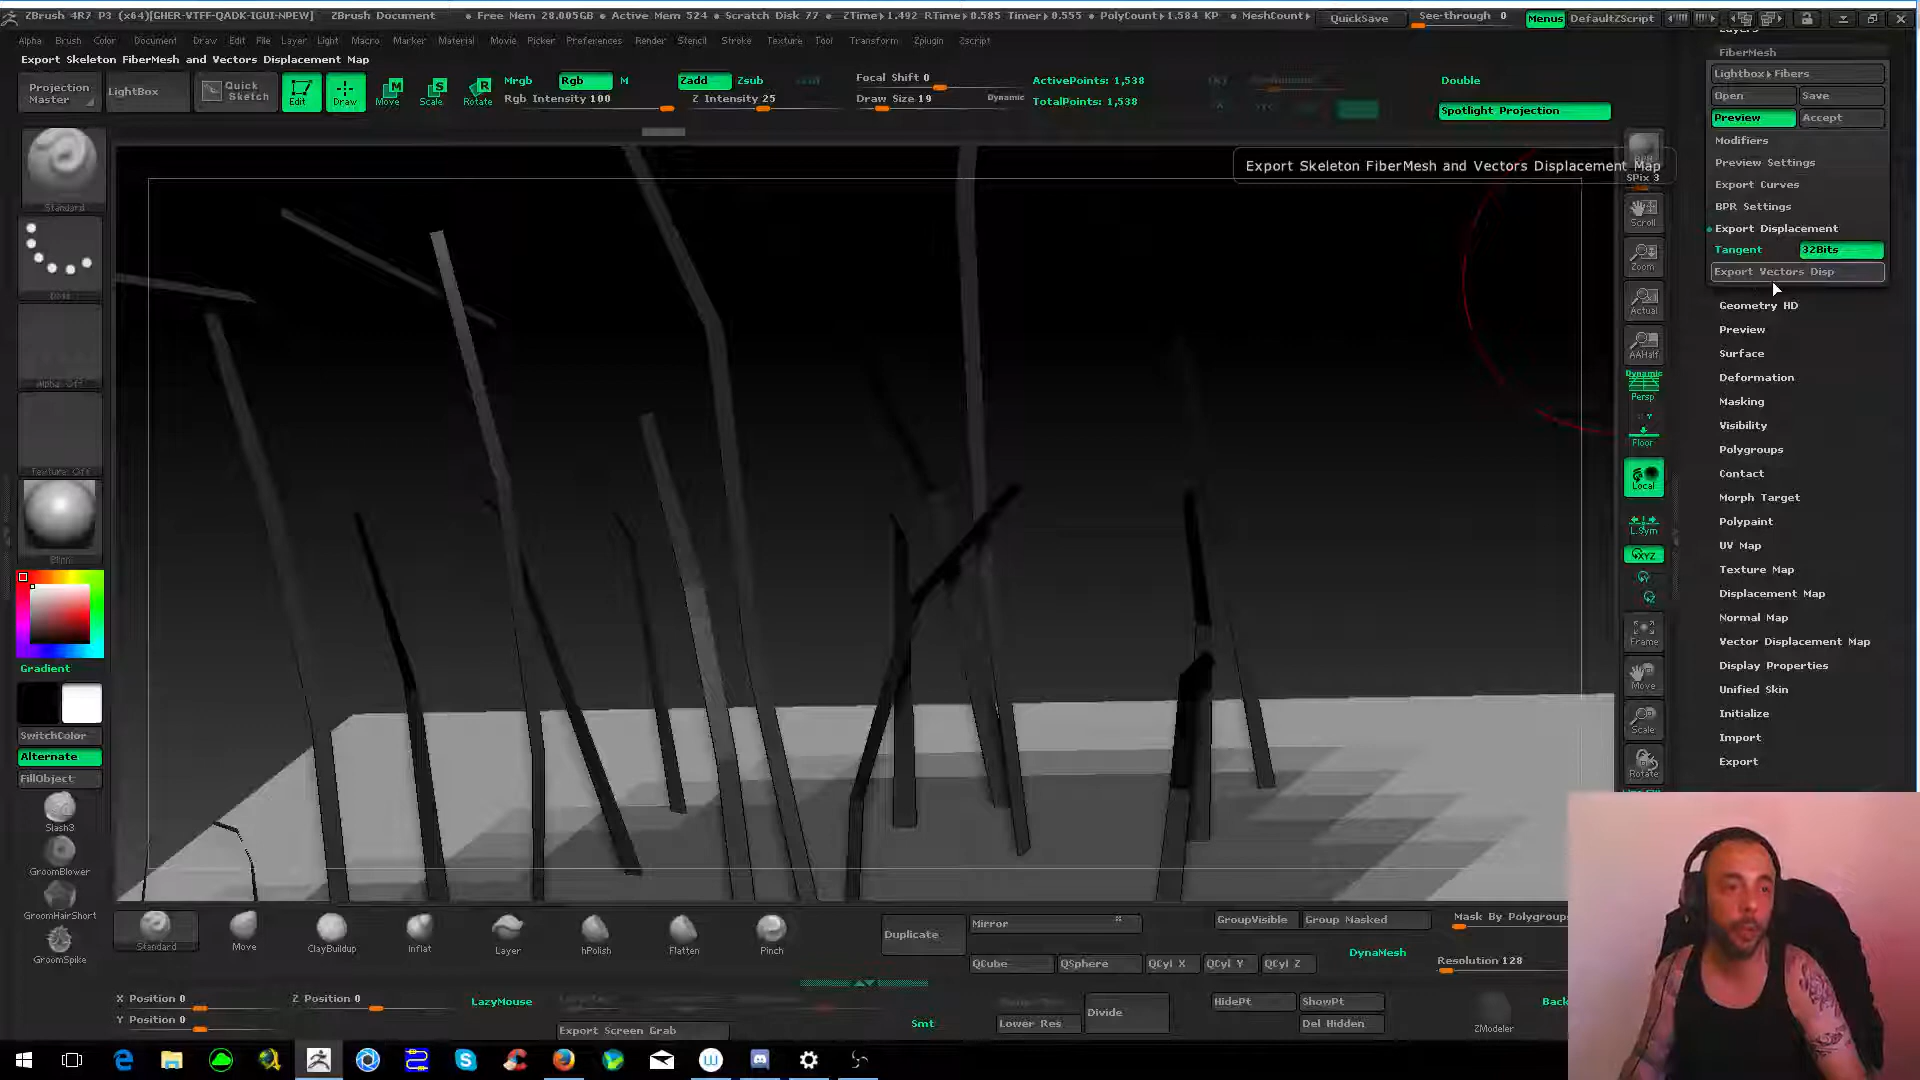 ZBrush 4R7 P3 (x64)[GHER-VTFF-QADK-IGUI-NPEW] ZBrush Document • Free Mem 28.005GB • Active Mem 524 • Scratch Disk 77 • ZTime▸1.492 RTime▸0.585 Timer▸0.555 • PolyCount▸1.584 KP • MeshCount▸ QuickSave See-through 0 Menus DefaultZScript
Alpha Brush Color Document Draw Edit File Layer Light Macro Marker Material Movie Picker Preferences Render Stencil Stroke Texture Tool Transform Zplugin Zscript
Export Skeleton FiberMesh and Vectors Displacement Map
Projection Master
LightBox
Quick Sketch
Edit
Draw
Move
Scale
Rotate
Mrgb Rgb M
Rgb Intensity 100
Zadd Zsub
Z Intensity 25
Focal Shift 0
Draw Size 19
Dynamic
ActivePoints: 1,538
TotalPoints: 1,538
Double
Spotlight Projection
Export Skeleton FiberMesh and Vectors Displacement Map
Standard
Alpha Off
Texture Off
Gradient
SwitchColor
Alternate
FillObject
Slash3
GroomBlower
GroomHairShort
GroomSpike
SPix 3
Scroll
Zoom
Actual
AAHalf
Dynamic
Persp
Floor
Local
L.Sym
XYZ
Frame
Move
Scale
Rotate
FiberMesh
Lightbox▸Fibers
Open Save
Preview Accept
Modifiers
Preview Settings
Export Curves
BPR Settings
Export Displacement
Tangent 32Bits
Export Vectors Disp
Geometry HD
Preview
Surface
Deformation
Masking
Visibility
Polygroups
Contact
Morph Target
Polypaint
UV Map
Texture Map
Displacement Map
Normal Map
Vector Displacement Map
Display Properties
Unified Skin
Initialize
Import
Export
Standard
Move
ClayBuildup
Inflat
Layer
hPolish
Flatten
Pinch
Duplicate
Mirror
QCube QSphere QCyl X QCyl Y QCyl Z
GroupVisible Group Masked
Mask By Polygroups
DynaMesh
Resolution 128
X Position 0
Y Position 0
Z Position 0
LazyMouse
Export Screen Grab
Smt
Lower Res
Divide
HidePt ShowPt
Del Hidden
ZModeler
Back